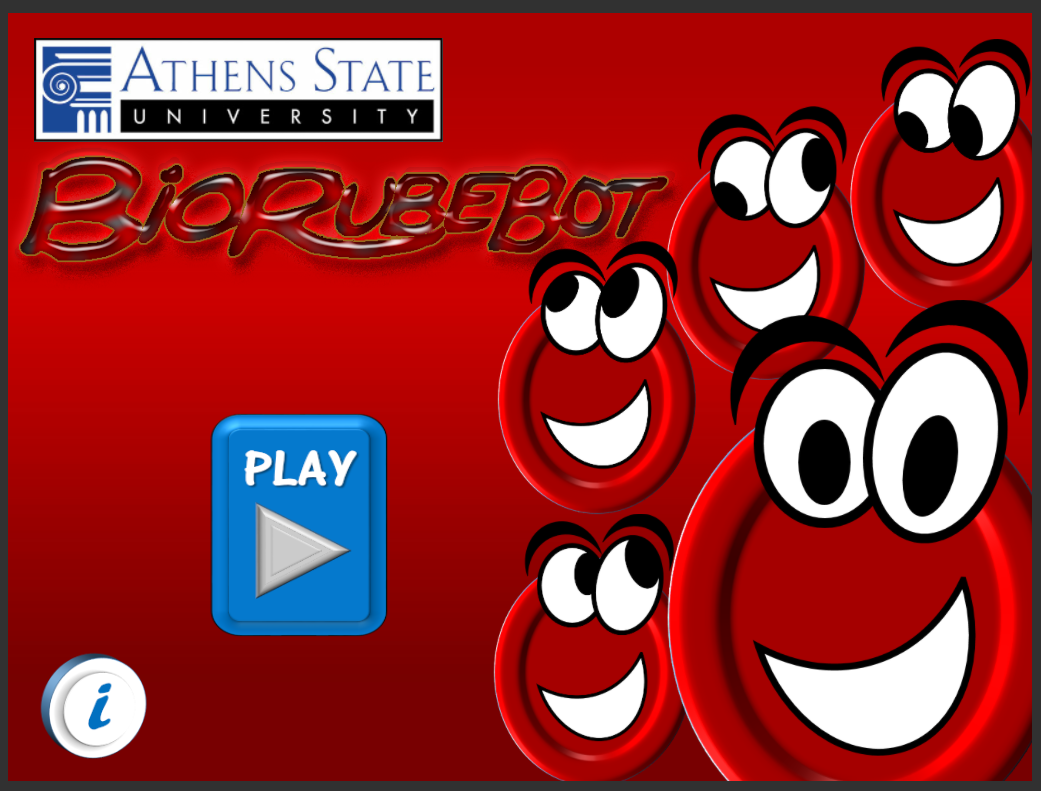 ATHENS STATE
UNIVERSITY
BIORUBEBOT
PLAY
i